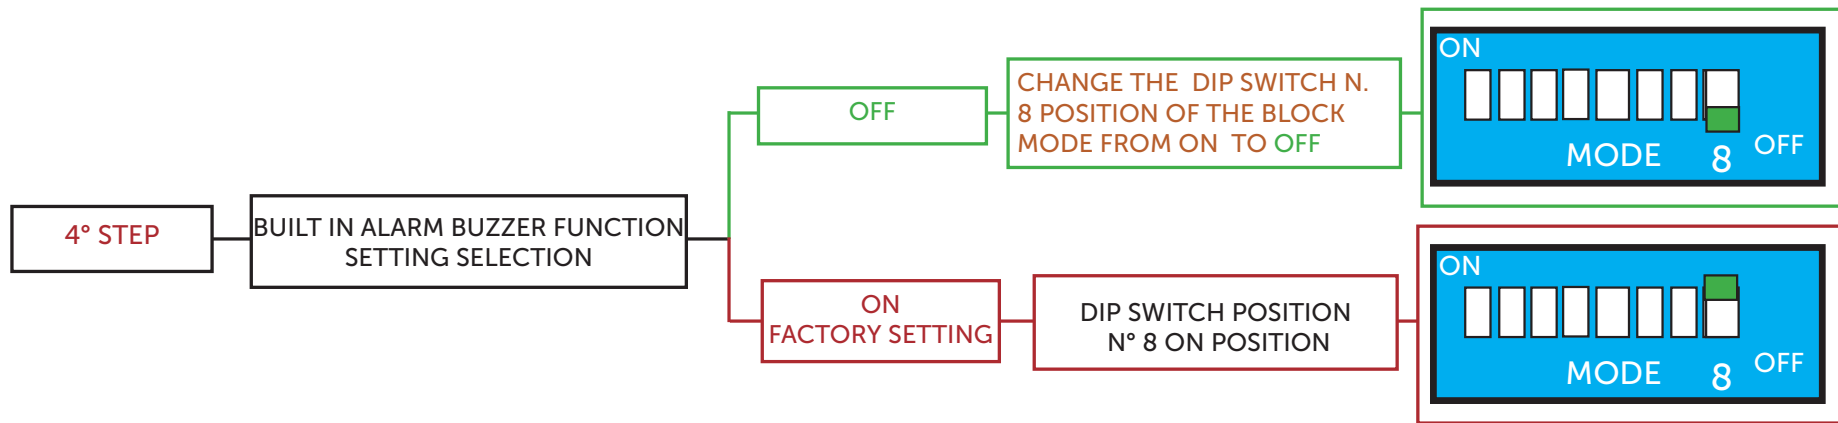 4° STEP
BUILT IN ALARM BUZZER FUNCTION
SETTING SELECTION
OFF
CHANGE THE DIP SWITCH N.
8 POSITION OF THE BLOCK
MODE FROM ON TO OFF
ON
MODE 8 OFF
ON
FACTORY SETTING
DIP SWITCH POSITION
N° 8 ON POSITION
ON
MODE 8 OFF